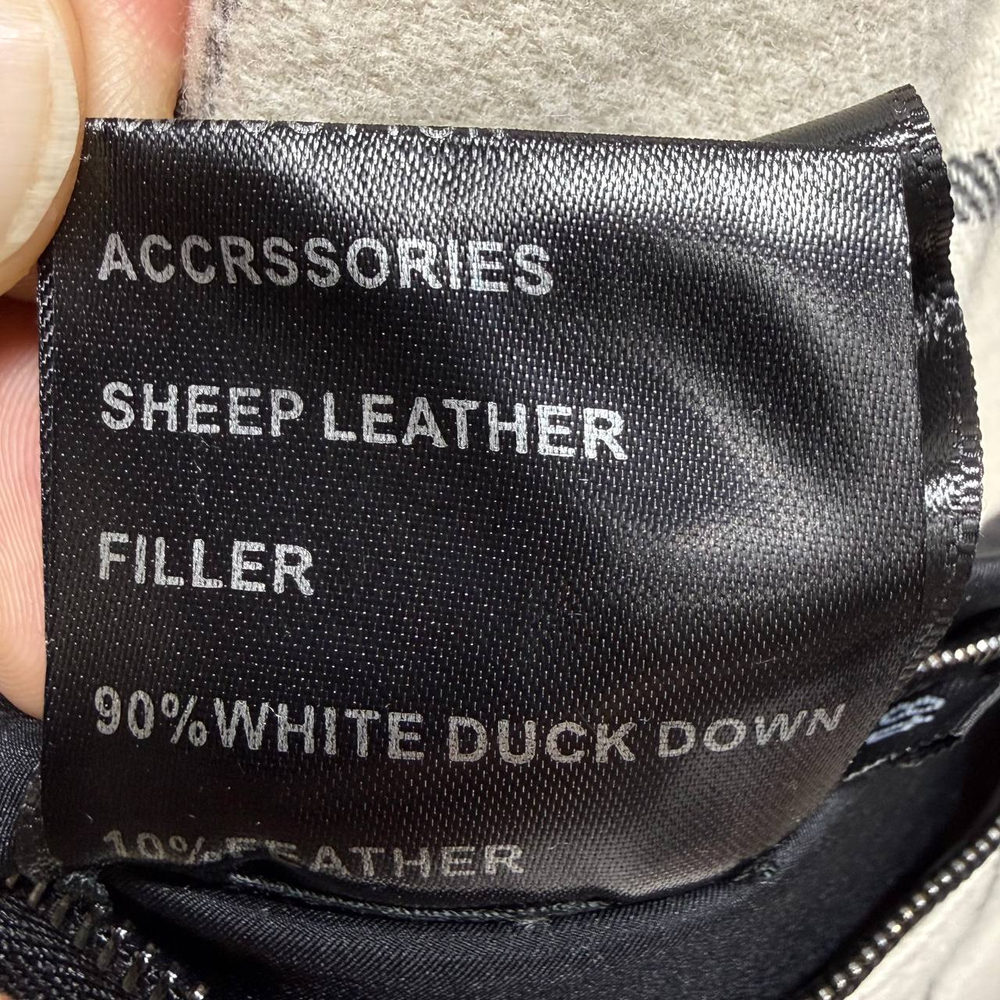 ACCRSSORIES
SHEEP LEATHER
FILLER
90%WHITE DUCK DOWN
10%FEATHER